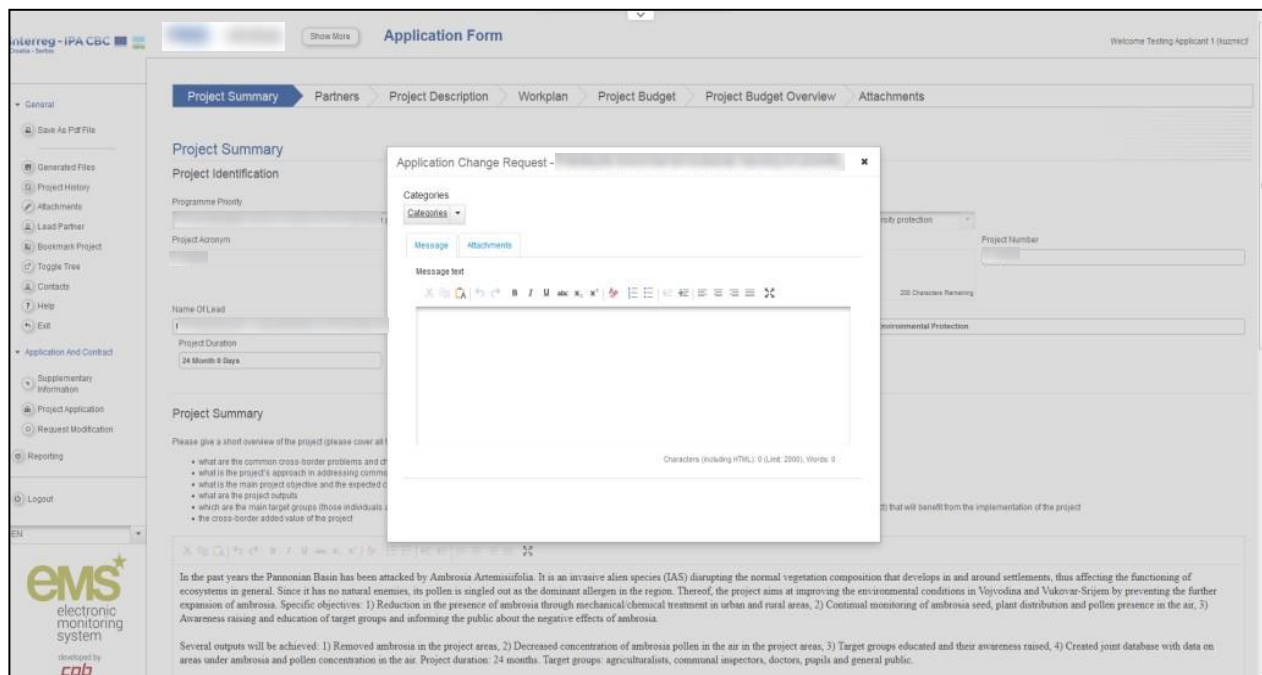 interreg - IPA CBC
Croatia - Serbia
Show More
Application Form
Welcome Testing Applicant 1 (kuzmicf
General
Save As Pdf File
Generated Files
Project History
Attachments
Lead Partner
Bookmark Project
Toggle Tree
Contacts
Help
Exit
Application And Contract
Supplementary
Information
Project Application
Request Modification
Reporting
Logout
EN
eMS
electronic
monitoring
system
developed by
cpb
Project Summary
Partners
Project Description
Workplan
Project Budget
Project Budget Overview
Attachments
Project Summary
Project Identification
Programme Priority
rsity protection
Project Acronym
Project Number
200 Characters Remaining
Name Of Lead
nvironmental Protection
Project Duration
24 Month 0 Days
Application Change Request -
Categories
Categories
Message
Attachments
Message text
Characters (including HTML): 0 (Limit: 2000), Words: 0
Project Summary
Please give a short overview of the project (please cover all
what are the common cross-border problems and ch
what is the project's approach in addressing commo
what is the main project objective and the expected c
what are the project outputs
which are the main target groups (those individuals
t) that will benefit from the implementation of the project
the cross-border added value of the project
In the past years the Pannonian Basin has been attacked by Ambrosia Artemisiifolia. It is an invasive alien species (IAS) disrupting the normal vegetation composition that develops in and around settlements, thus affecting the functioning of
ecosystems in general. Since it has no natural enemies, its pollen is singled out as the dominant allergen in the region. Thereof, the project aims at improving the environmental conditions in Vojvodina and Vukovar-Srijem by preventing the further
expansion of ambrosia. Specific objectives: 1) Reduction in the presence of ambrosia through mechanical/chemical treatment in urban and rural areas, 2) Continual monitoring of ambrosia seed, plant distribution and pollen presence in the air, 3)
Awareness raising and education of target groups and informing the public about the negative effects of ambrosia.
Several outputs will be achieved: 1) Removed ambrosia in the project areas, 2) Decreased concentration of ambrosia pollen in the air in the project areas, 3) Target groups educated and their awareness raised, 4) Created joint database with data on
areas under ambrosia and pollen concentration in the air. Project duration: 24 months. Target groups: agriculturalists, communal inspectors, doctors, pupils and general public.